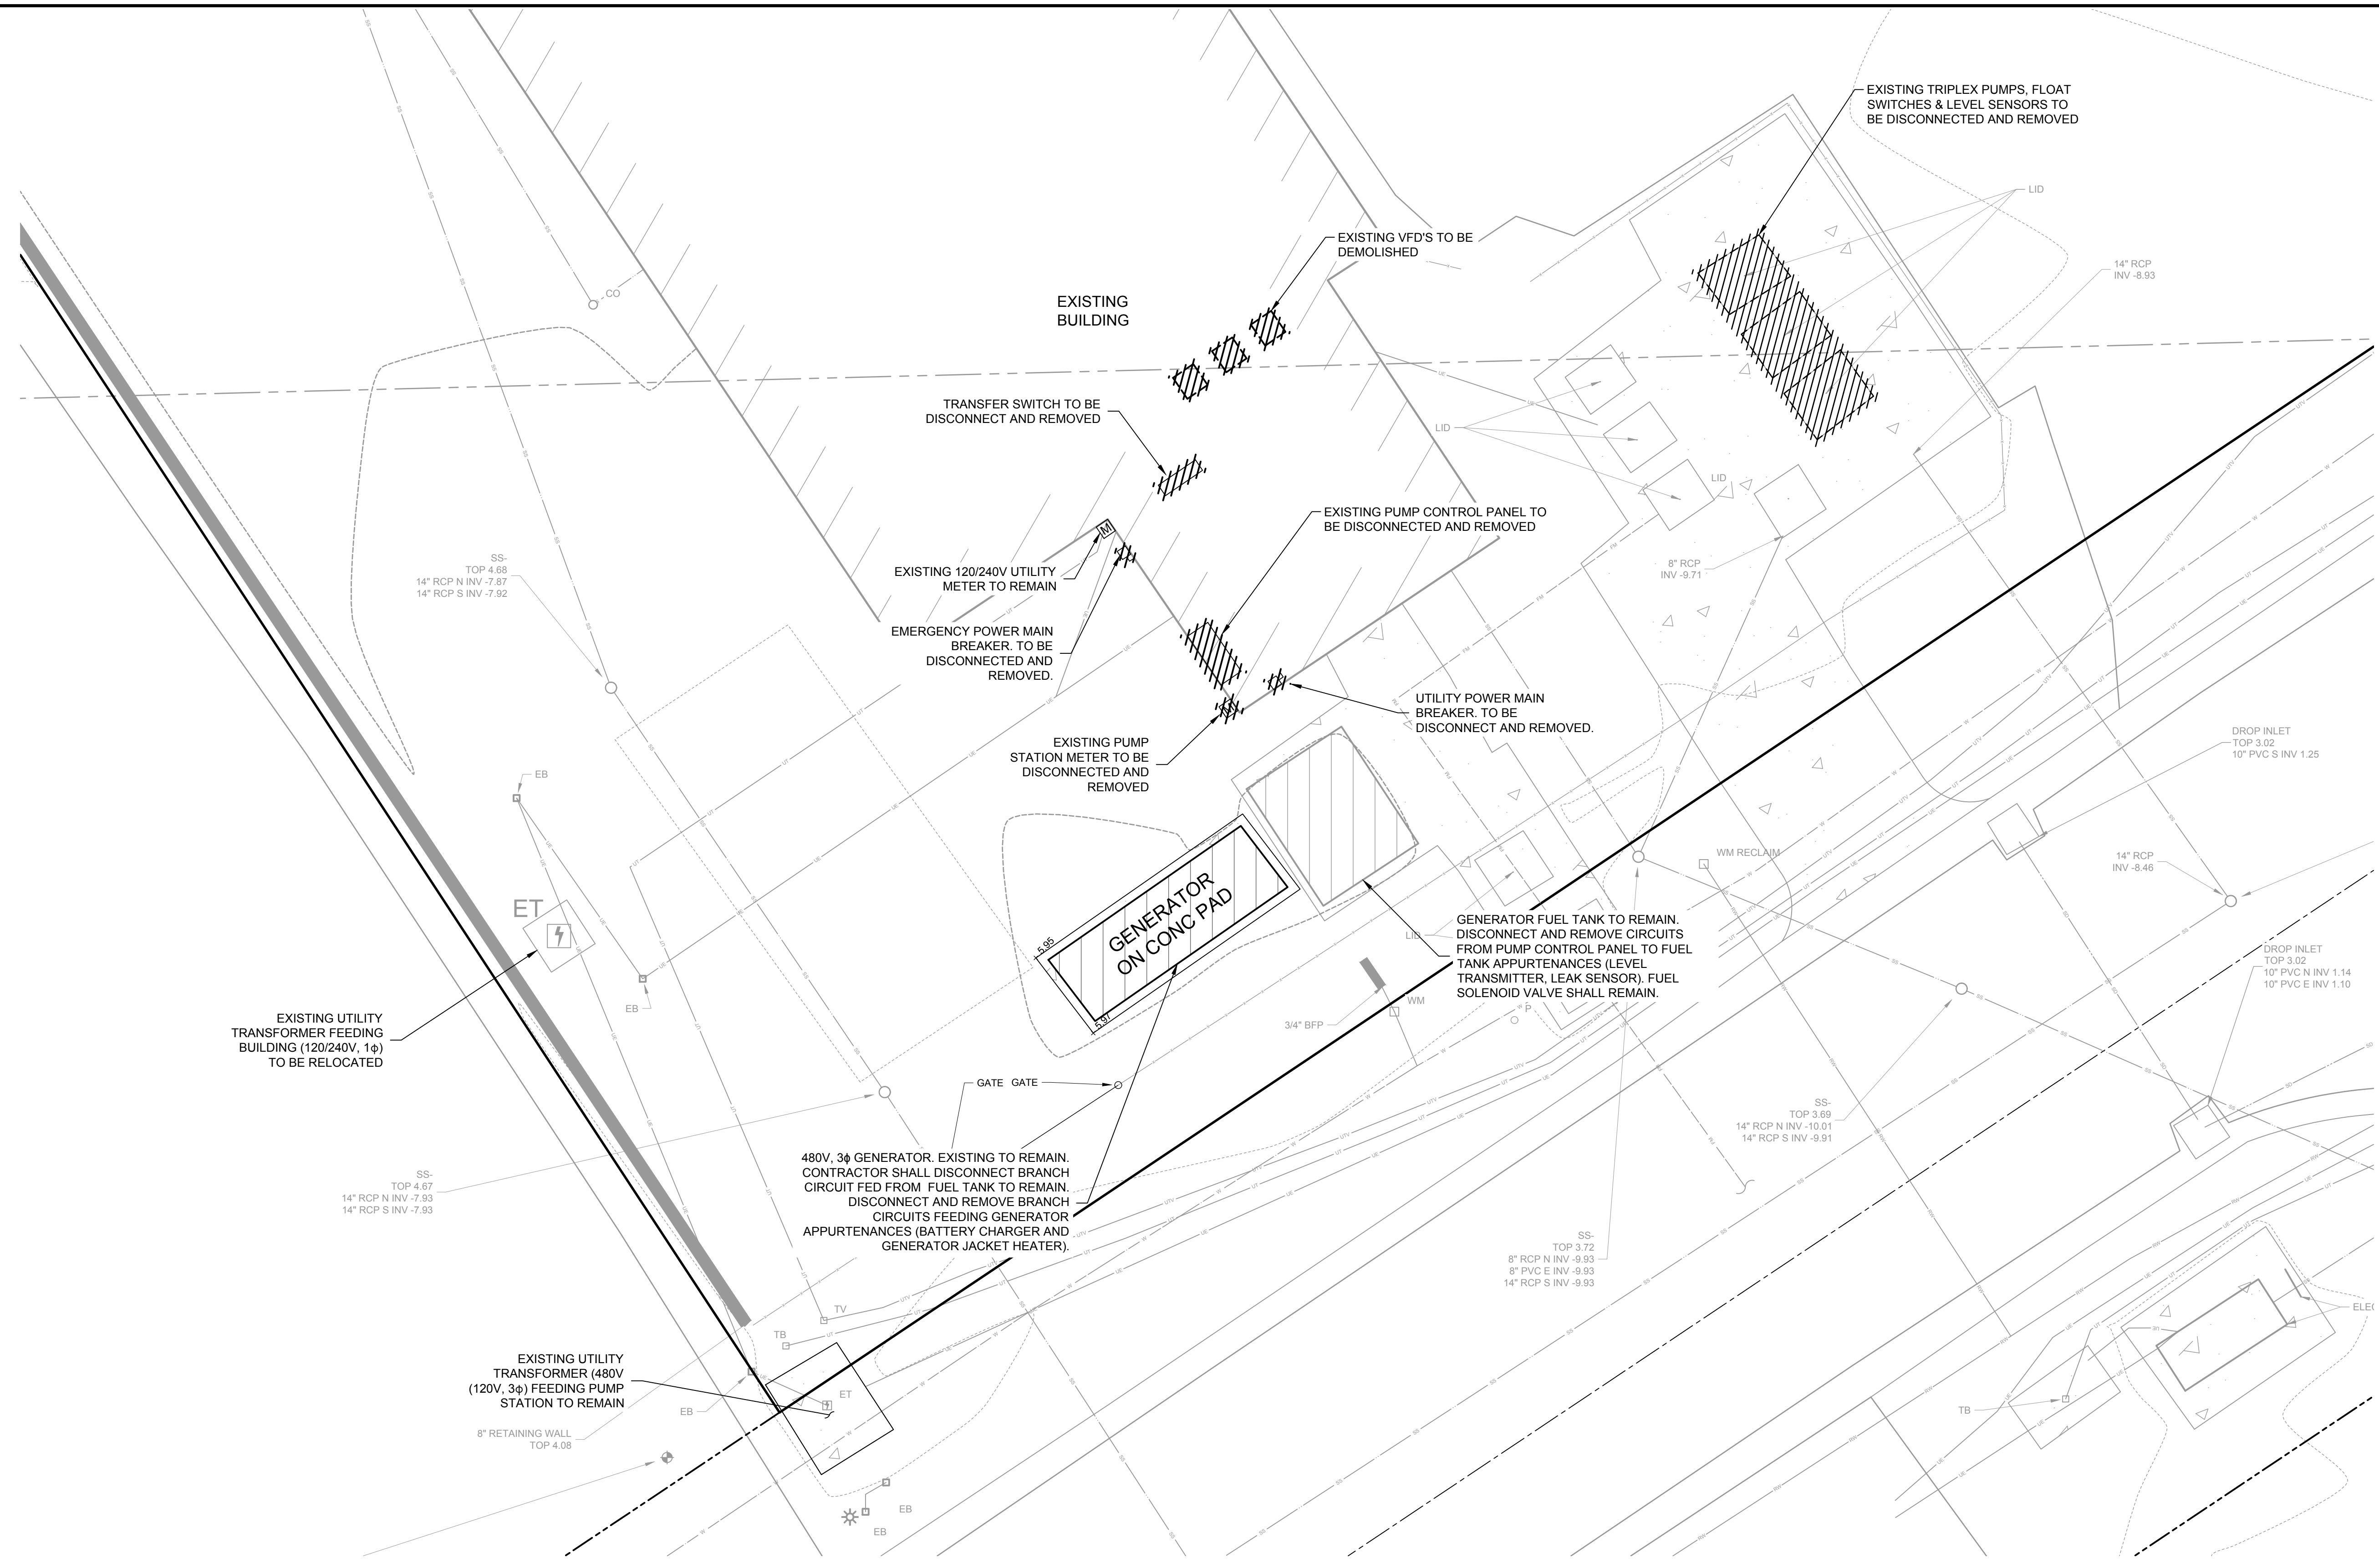 EXISTING TRIPLEX PUMPS, FLOAT
SWITCHES & LEVEL SENSORS TO
BE DISCONNECTED AND REMOVED
LID
EXISTING VFD'S TO BE
DEMOLISHED
14" RCP
INV -8.93
CO
EXISTING
BUILDING
TRANSFER SWITCH TO BE
DISCONNECT AND REMOVED
LID
LID
EXISTING PUMP CONTROL PANEL TO
BE DISCONNECTED AND REMOVED
M
SS-
TOP 4.68
14" RCP N INV -7.87
14" RCP S INV -7.92
EXISTING 120/240V UTILITY
METER TO REMAIN
8" RCP
INV -9.71
EMERGENCY POWER MAIN
BREAKER. TO BE
DISCONNECTED AND
REMOVED.
UTILITY POWER MAIN
BREAKER. TO BE
DISCONNECT AND REMOVED.
EXISTING PUMP
STATION METER TO BE
DISCONNECTED AND
REMOVED
DROP INLET
TOP 3.02
10" PVC S INV 1.25
EB
WM RECLAIM
14" RCP
INV -8.46
ET
GENERATOR
ON CONC PAD
5.95
5.97
LID
GENERATOR FUEL TANK TO REMAIN.
DISCONNECT AND REMOVE CIRCUITS
FROM PUMP CONTROL PANEL TO FUEL
TANK APPURTENANCES (LEVEL
TRANSMITTER, LEAK SENSOR). FUEL
SOLENOID VALVE SHALL REMAIN.
DROP INLET
TOP 3.02
10" PVC N INV 1.14
10" PVC E INV 1.10
EB
WM
P
3/4" BFP
EXISTING UTILITY
TRANSFORMER FEEDING
BUILDING (120/240V, 1ϕ)
TO BE RELOCATED
GATE GATE
SS-
TOP 3.69
14" RCP N INV -10.01
14" RCP S INV -9.91
480V, 3ϕ GENERATOR. EXISTING TO REMAIN.
CONTRACTOR SHALL DISCONNECT BRANCH
CIRCUIT FED FROM FUEL TANK TO REMAIN.
DISCONNECT AND REMOVE BRANCH
CIRCUITS FEEDING GENERATOR
APPURTENANCES (BATTERY CHARGER AND
GENERATOR JACKET HEATER).
SS-
TOP 4.67
14" RCP N INV -7.93
14" RCP S INV -7.93
SS-
TOP 3.72
8" RCP N INV -9.93
8" PVC E INV -9.93
14" RCP S INV -9.93
TV
TB
ELEC
EXISTING UTILITY
TRANSFORMER (480V
(120V, 3ϕ) FEEDING PUMP
STATION TO REMAIN
ET
EB
TB
8" RETAINING WALL
TOP 4.08
EB
EB